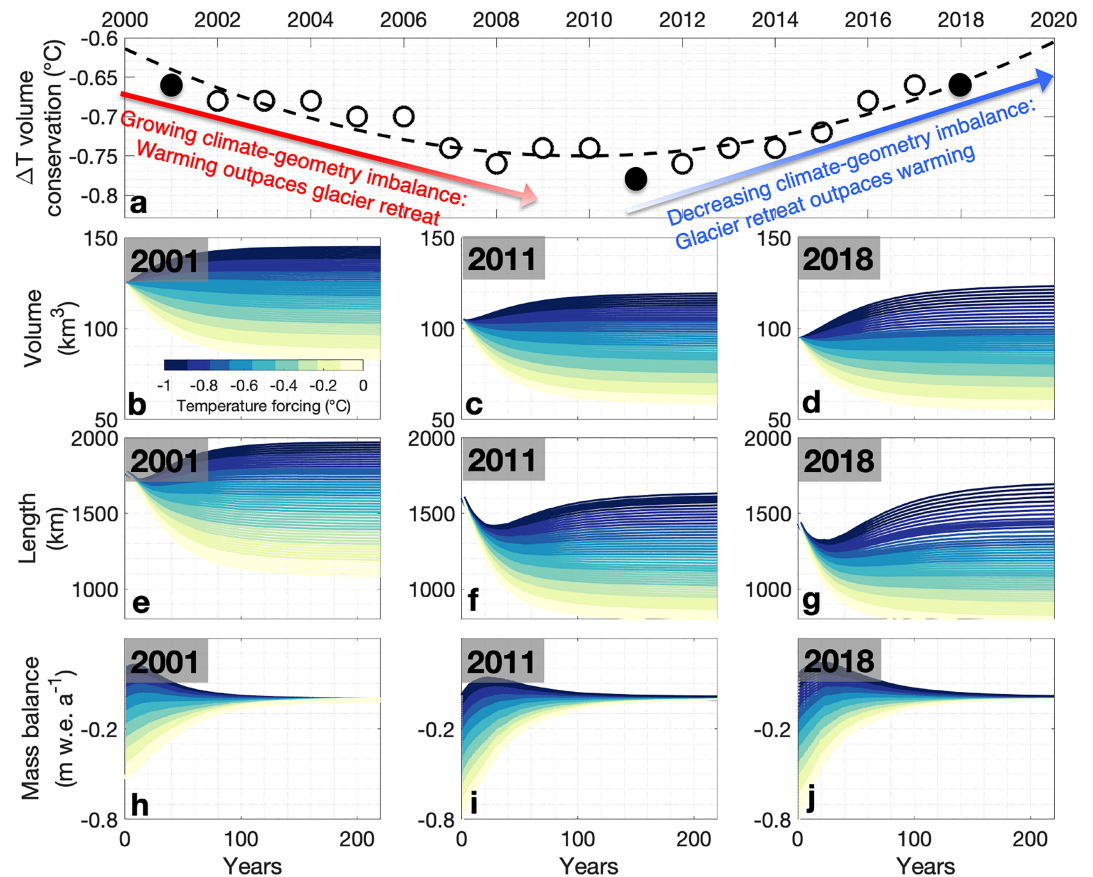 2000 2002 2004 2006 2008 2010 2012 2014 2016 2018 2020
ΔT volume
conservation (°C)
-0.6
-0.65
-0.7
-0.75
-0.8
Growing climate-geometry imbalance:
Warming outpaces glacier retreat
Decreasing climate-geometry imbalance:
Glacier retreat outpaces warming
a
Volume
(km³)
150
100
50
2001
-1 -0.8 -0.6 -0.4 -0.2 0
Temperature forcing (°C)
b
150
100
50
2011
c
150
100
50
2018
d
Length
(km)
2000
1500
1000
2001
e
2000
1500
1000
2011
f
2000
1500
1000
2018
g
Mass balance
(m w.e. a⁻¹)
-0.2
-0.8
2001
h
-0.2
-0.8
2011
i
-0.2
-0.8
2018
j
0 100 200
0 100 200
0 100 200
Years
Years
Years